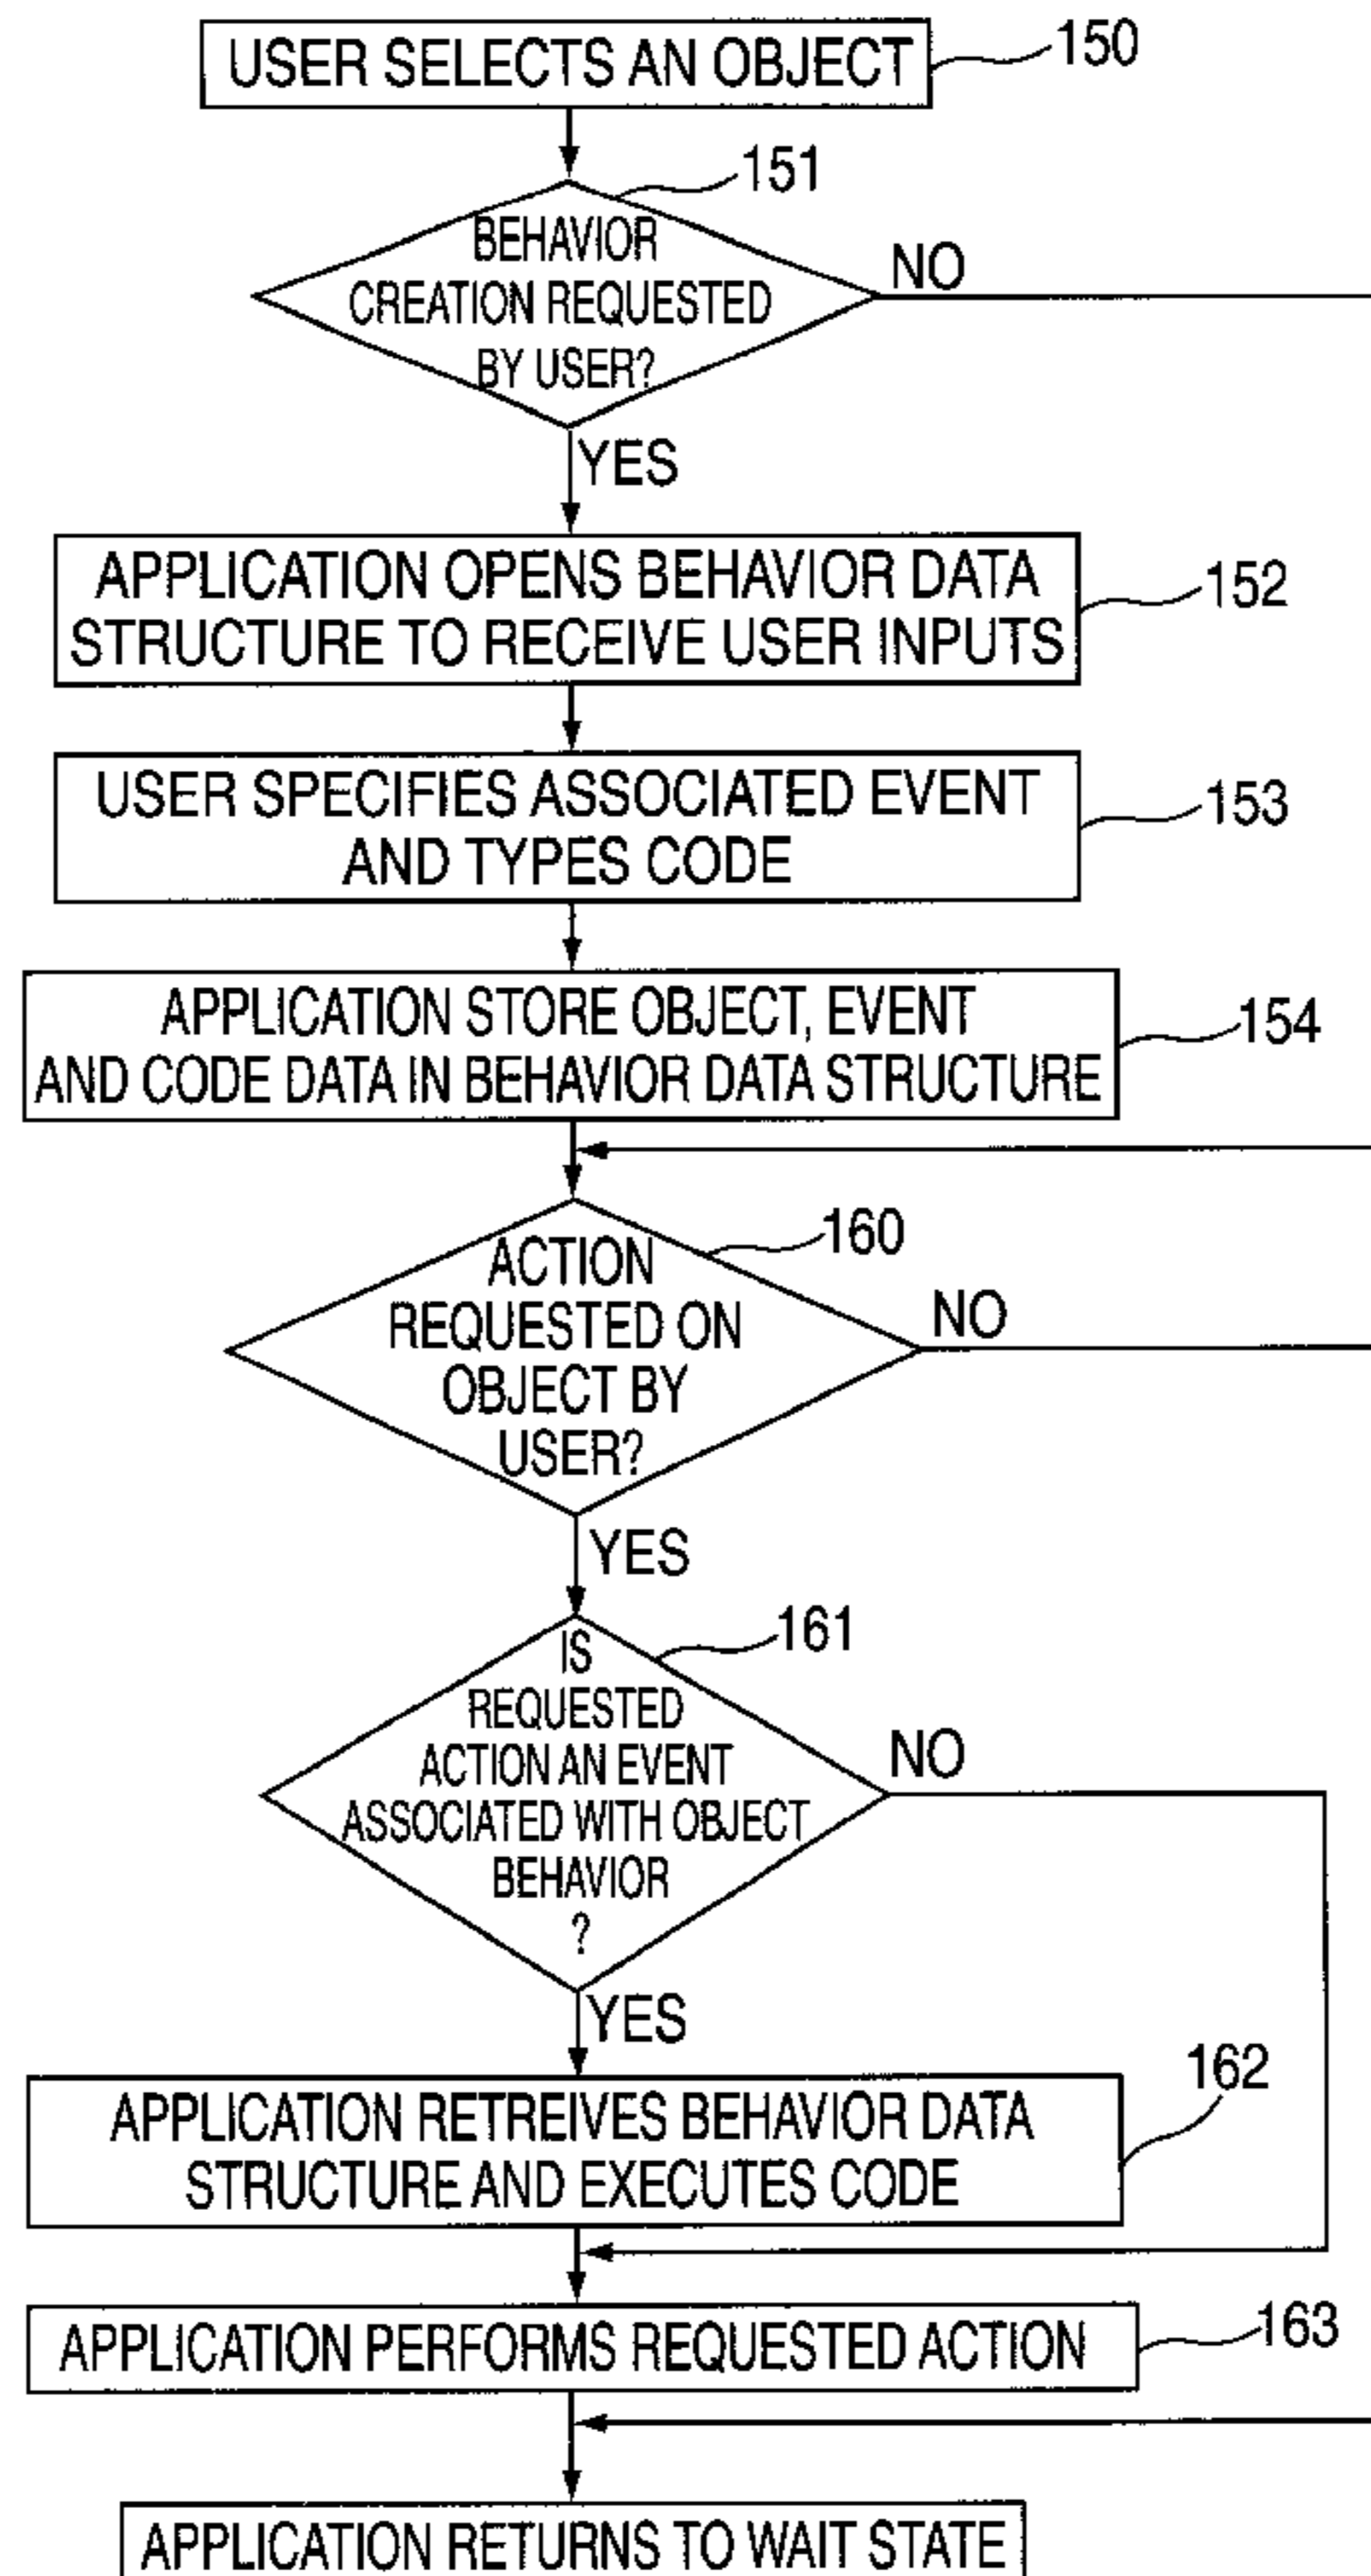 USER SELECTS AN OBJECT
150
151
BEHAVIOR
CREATION REQUESTED
BY USER?
NO
YES
APPLICATION OPENS BEHAVIOR DATA
STRUCTURE TO RECEIVE USER INPUTS
152
USER SPECIFIES ASSOCIATED EVENT
AND TYPES CODE
153
APPLICATION STORE OBJECT, EVENT
AND CODE DATA IN BEHAVIOR DATA STRUCTURE
154
160
ACTION
REQUESTED ON
OBJECT BY
USER?
NO
YES
161
IS
REQUESTED
ACTION AN EVENT
ASSOCIATED WITH OBJECT
BEHAVIOR
?
NO
YES
162
APPLICATION RETREIVES BEHAVIOR DATA
STRUCTURE AND EXECUTES CODE
APPLICATION PERFORMS REQUESTED ACTION
163
APPLICATION RETURNS TO WAIT STATE